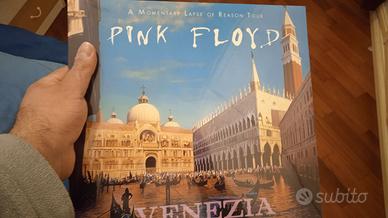 A Momentary Lapse of Reason Tour
PINK FLOYD
VENEZIA
subito